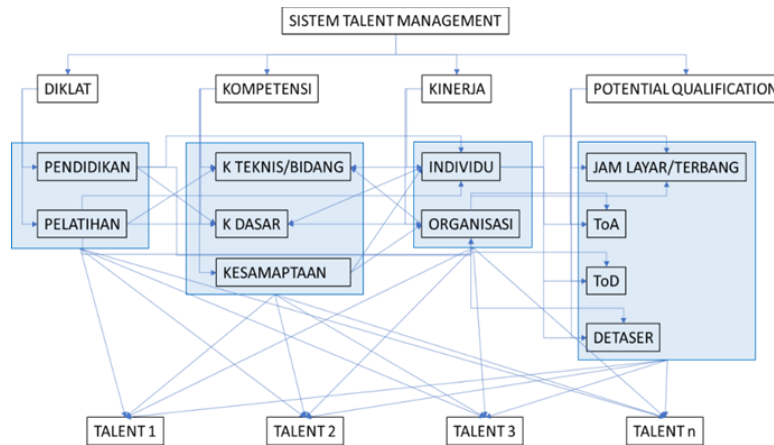 SISTEM TALENT MANAGEMENT
DIKLAT
KOMPETENSI
KINERJA
POTENTIAL QUALIFICATION
PENDIDIKAN
K TEKNIS/BIDANG
INDIVIDU
JAM LAYAR/TERBANG
PELATIHAN
K DASAR
ORGANISASI
ToA
KESAMAPTAAN
ToD
DETASER
TALENT 1
TALENT 2
TALENT 3
TALENT n